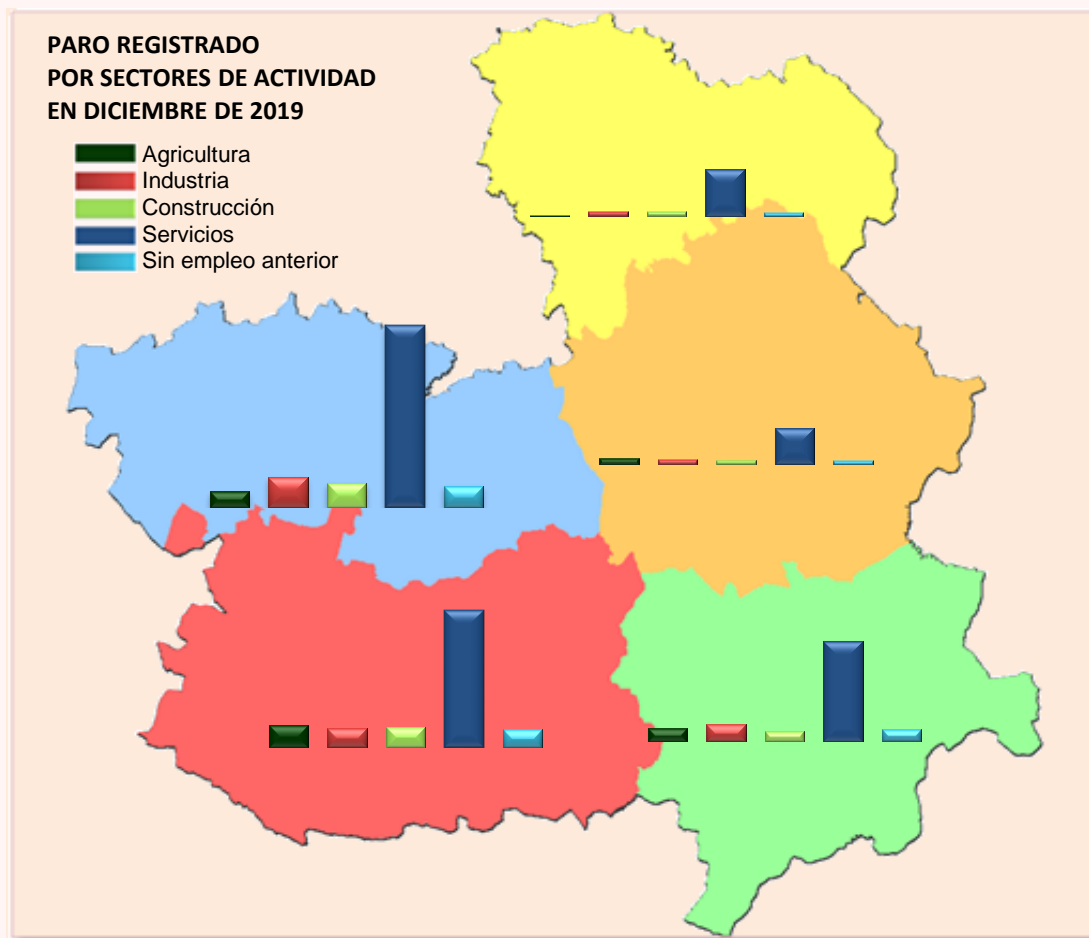 PARO REGISTRADO
POR SECTORES DE ACTIVIDAD
EN DICIEMBRE DE 2019
Agricultura
Industria
Construcción
Servicios
Sin empleo anterior